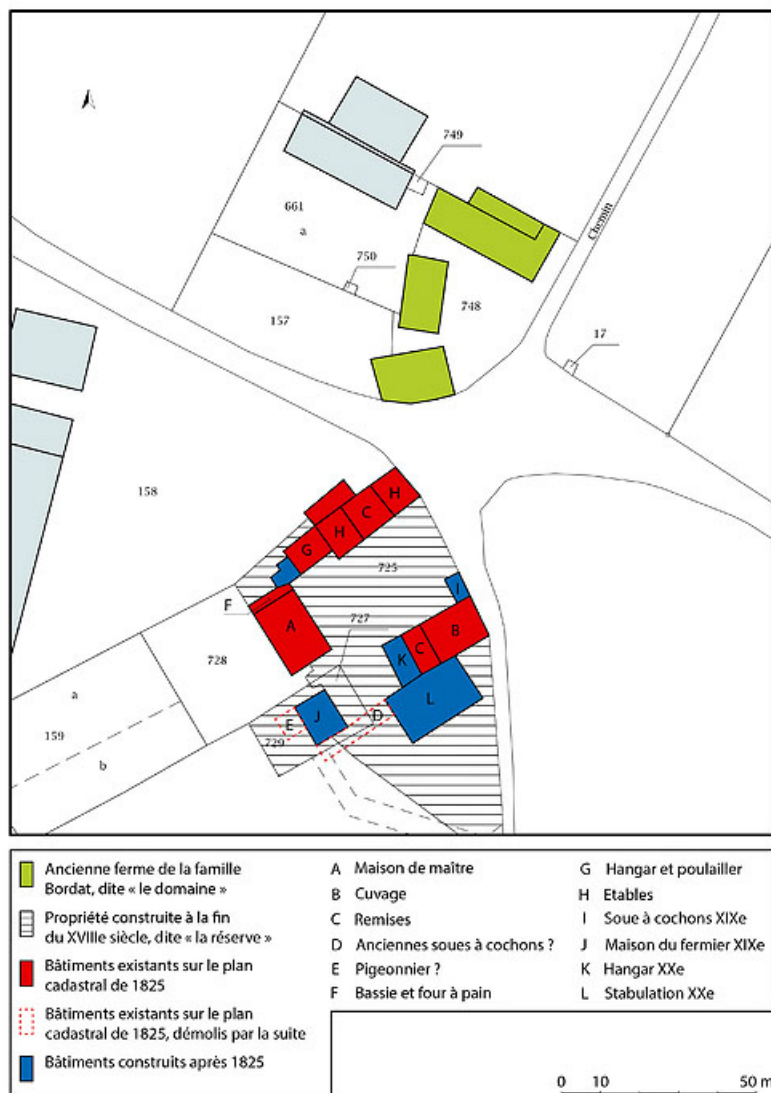 749
661
a
Chemin
750
748
157
17
158
H
C
H
G
725
I
F
A
727
B
C
K
728
L
a
D
J
E
159
729
b
Ancienne ferme de la famille
Bordat, dite « le domaine »
Propriété construite à la fin
du XVIIIe siècle, dite « la réserve »
Bâtiments existants sur le plan
cadastral de 1825
Bâtiments existants sur le plan
cadastral de 1825, démolis par la suite
Bâtiments construits après 1825
A Maison de maître
B Cuvage
C Remises
D Anciennes soues à cochons ?
E Pigeonnier ?
F Bassie et four à pain
G Hangar et poulailler
H Etables
I Soue à cochons XIXe
J Maison du fermier XIXe
K Hangar XXe
L Stabulation XXe
0 10 50 m